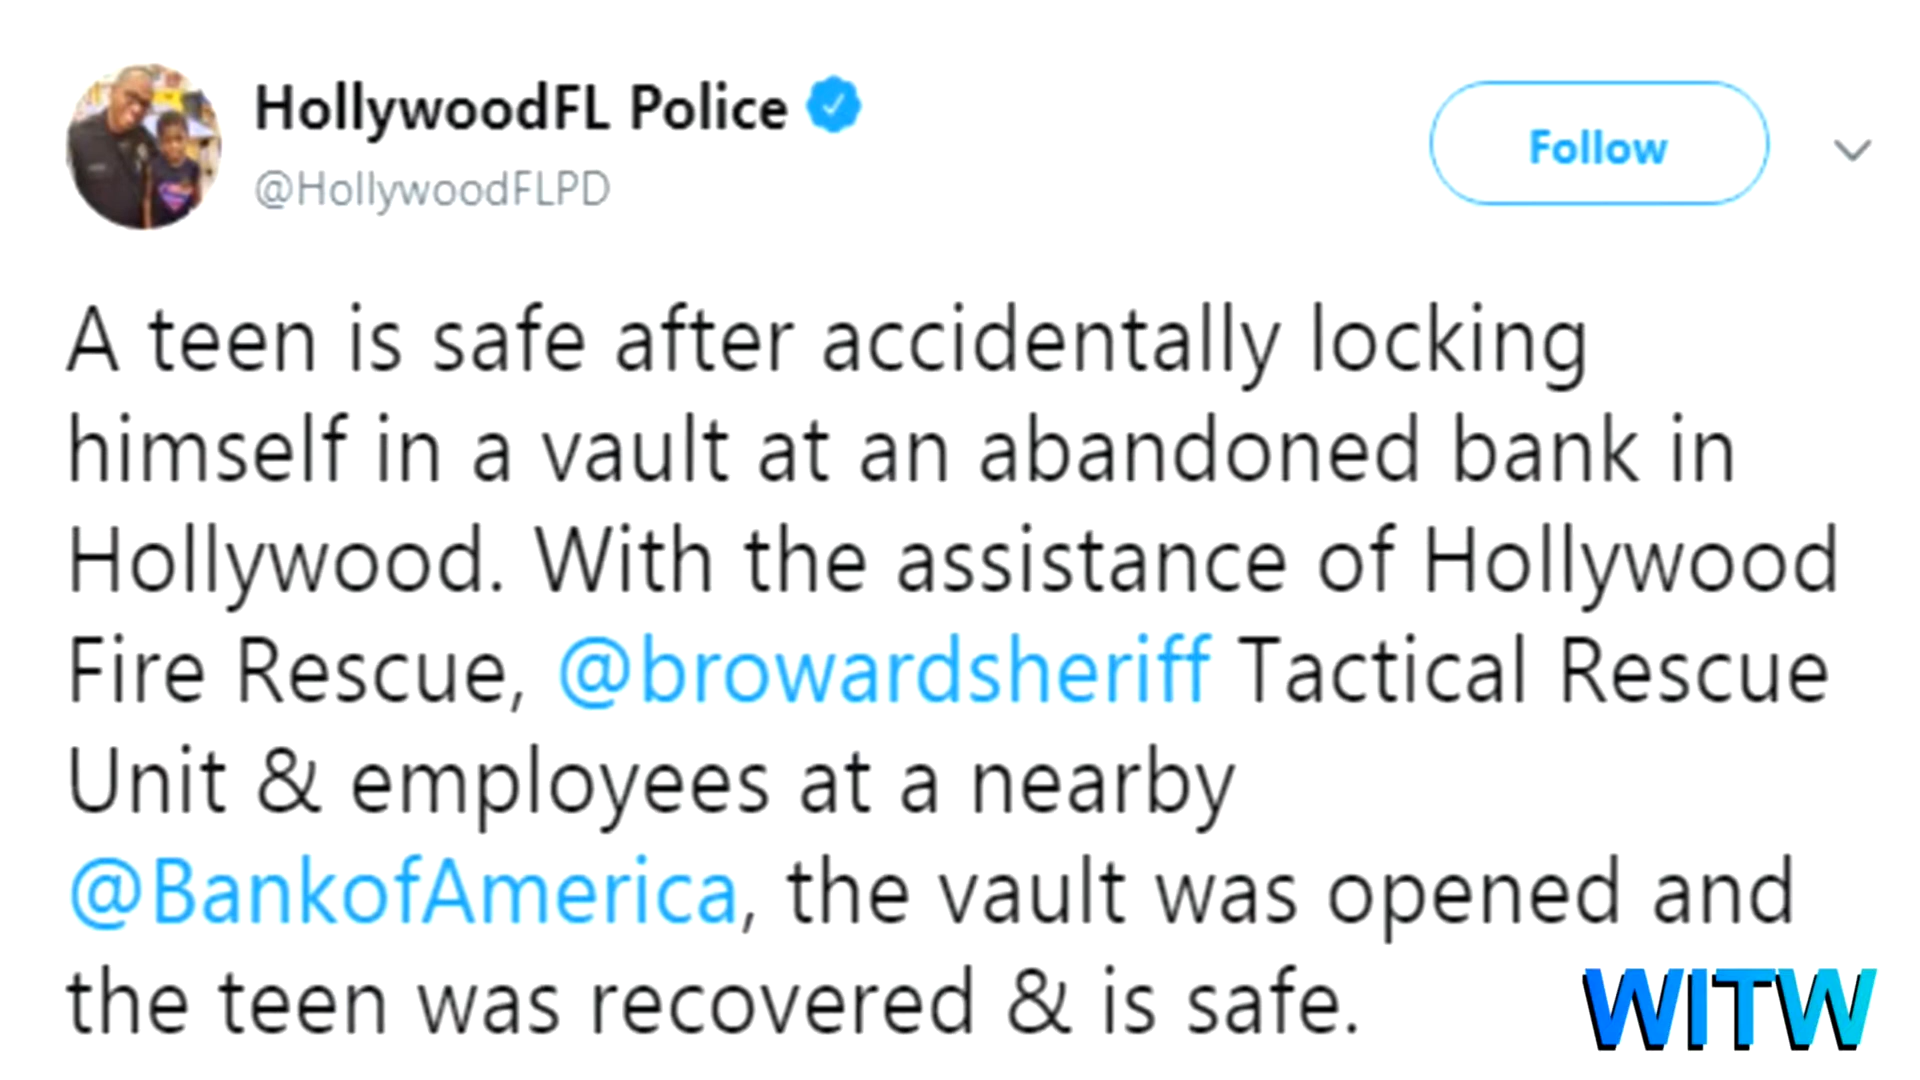 HollywoodFL Police
@HollywoodFLPD
Follow
A teen is safe after accidentally locking
himself in a vault at an abandoned bank in
Hollywood. With the assistance of Hollywood
Fire Rescue, @browardsheriff Tactical Rescue
Unit & employees at a nearby
@BankofAmerica, the vault was opened and
the teen was recovered & is safe.
WITW